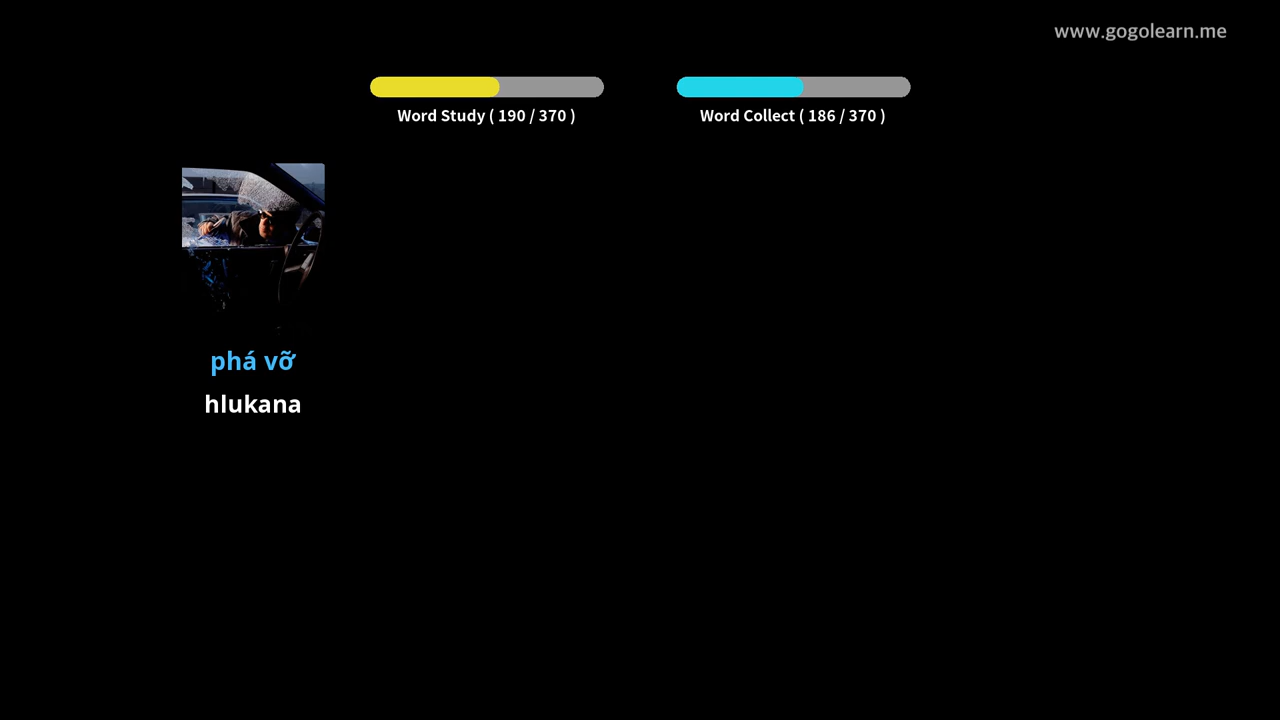 www.gogolearn.me
Word Study ( 190 / 370 )
Word Collect ( 186 / 370 )
phá vỡ
hlukana